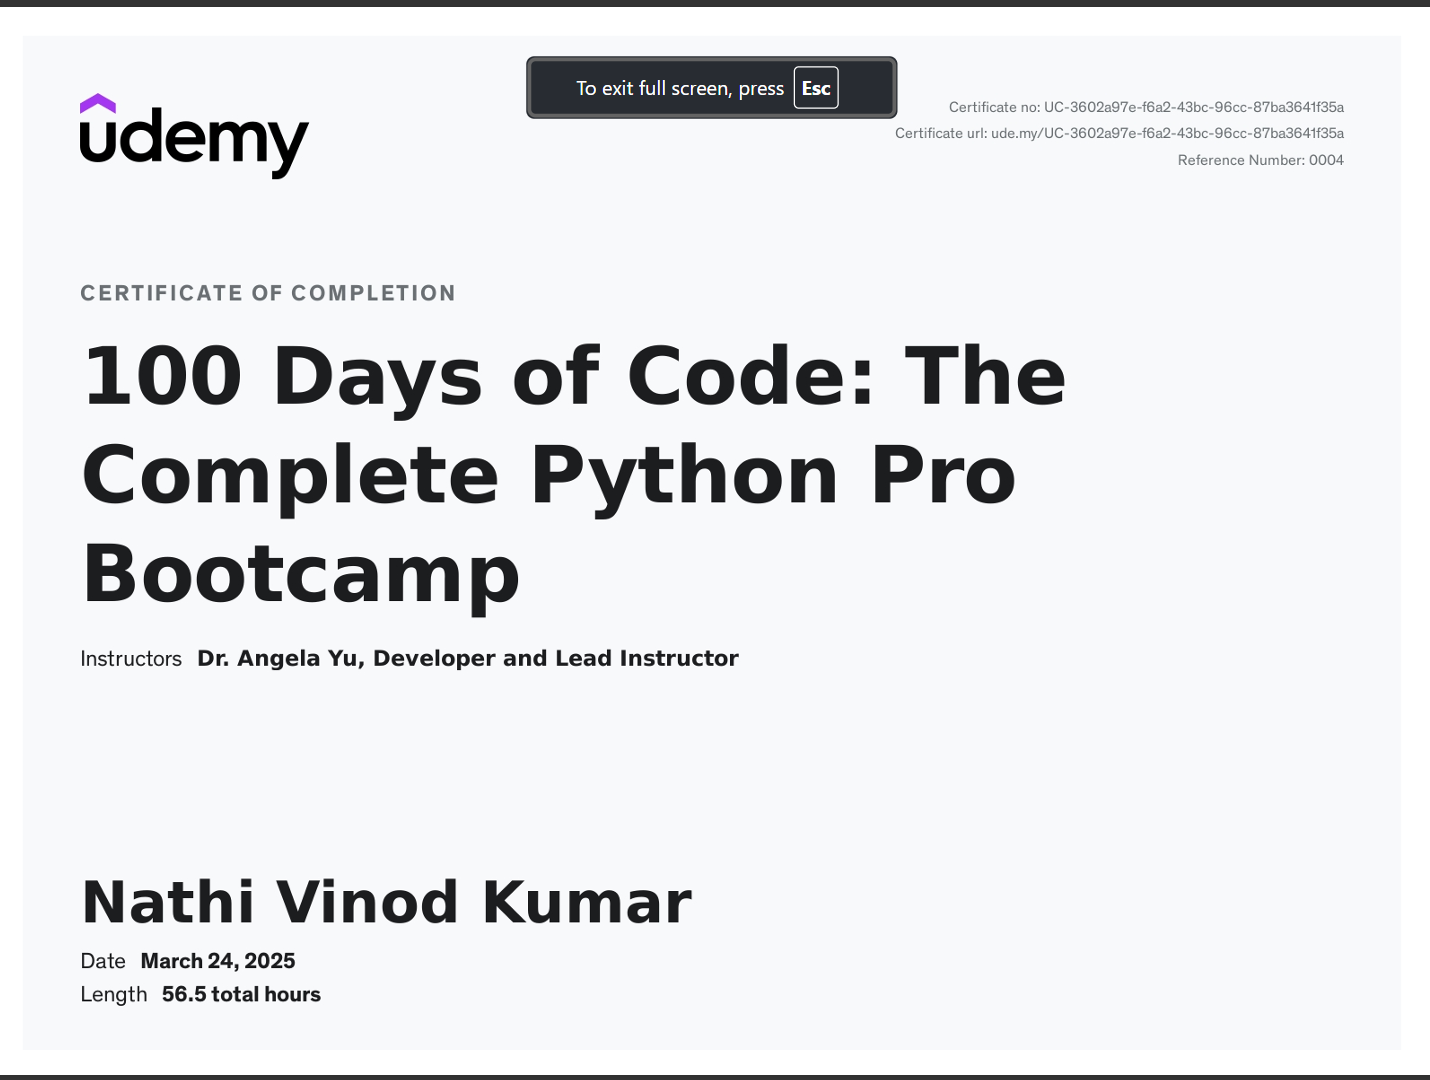 To exit full screen, press Esc
udemy
Certificate no: UC-3602a97e-f6a2-43bc-96cc-87ba3641f35a
Certificate url: ude.my/UC-3602a97e-f6a2-43bc-96cc-87ba3641f35a
Reference Number: 0004
CERTIFICATE OF COMPLETION
100 Days of Code: The
Complete Python Pro
Bootcamp
Instructors Dr. Angela Yu, Developer and Lead Instructor
Nathi Vinod Kumar
Date March 24, 2025
Length 56.5 total hours